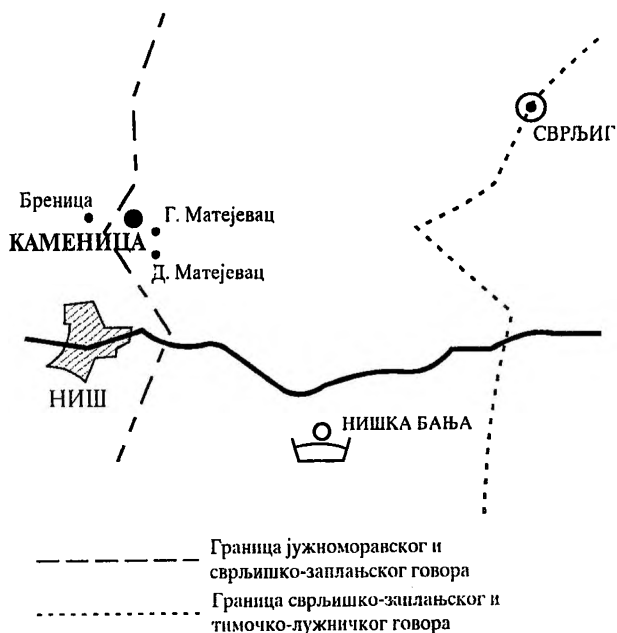 СВРЉИГ
Бреница
Г. Матејевац
КАМЕНИЦА
Д. Матејевац
НИШ
НИШКА БАЊА
Граница јужноморавског и
сврљишко-заплањског говора
Граница сврљишко-заплањског и
тимочко-лужничког говора